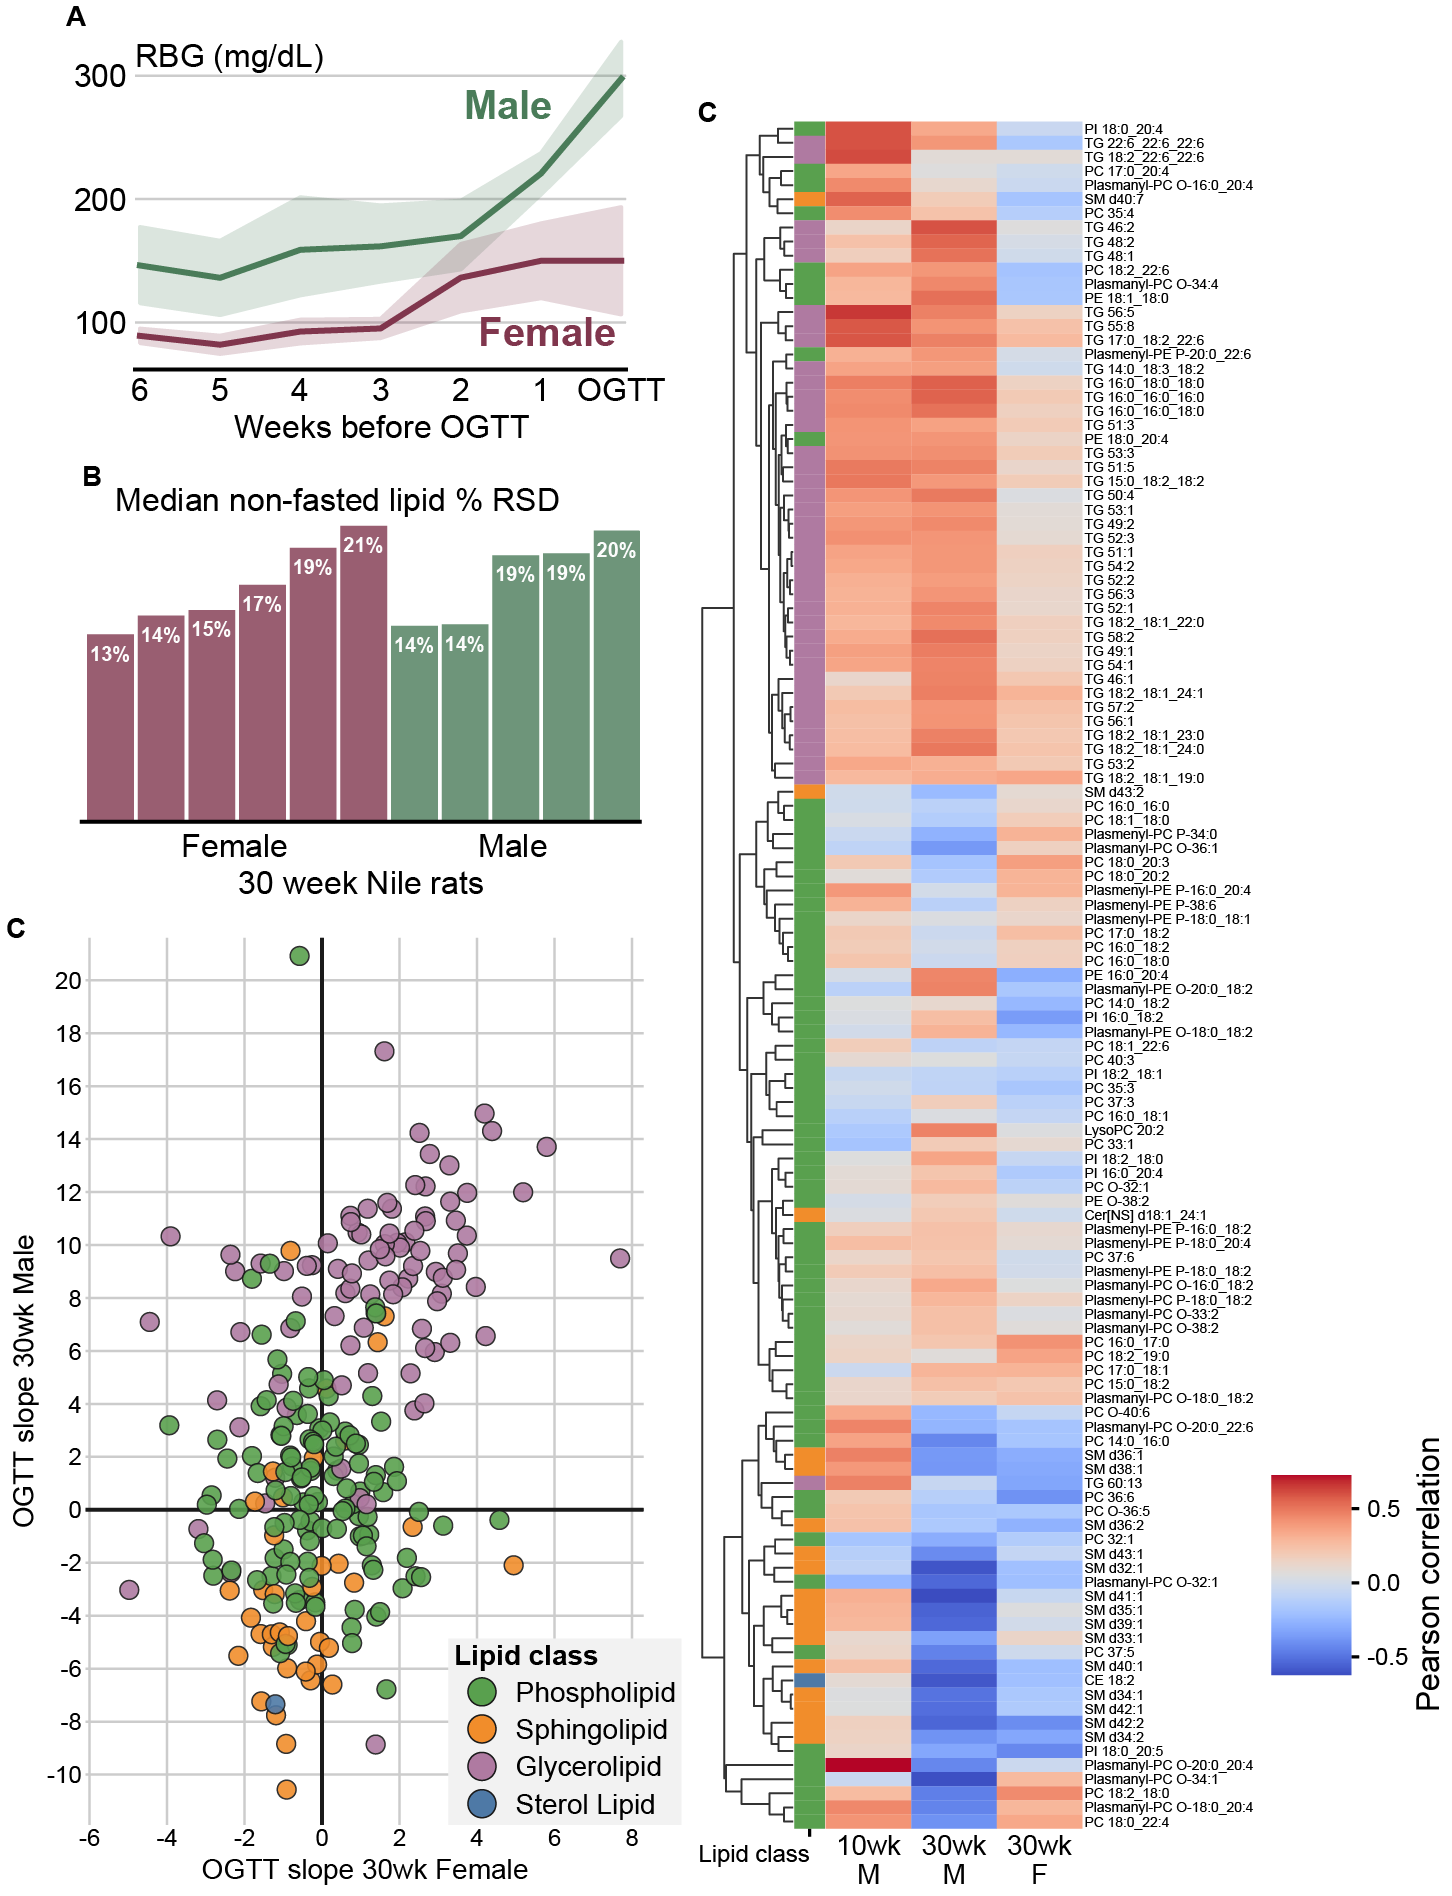 A
RBG (mg/dL)
300
200
100
Male
Female
6 5 4 3 2 1 OGTT
Weeks before OGTT
B
Median non-fasted lipid % RSD
13% 14% 15% 17% 19% 21% 14% 14% 19% 19% 20%
Female Male
30 week Nile rats
C
OGTT slope 30wk Male
20
18
16
14
12
10
8
6
4
2
0
-2
-4
-6
-8
-10
-6 -4 -2 0 2 4 6 8
OGTT slope 30wk Female
Lipid class
Phospholipid
Sphingolipid
Glycerolipid
Sterol Lipid
C
PI 18:0_20:4
TG 22:6_22:6_22:6
TG 18:2_22:6_22:6
PC 17:0_20:4
Plasmanyl-PC O-16:0_20:4
SM d40:7
PC 35:4
TG 46:2
TG 48:2
TG 48:1
PC 18:2_22:6
Plasmanyl-PC O-34:4
PE 18:1_18:0
TG 56:5
TG 55:8
TG 17:0_18:2_22:6
Plasmenyl-PE P-20:0_22:6
TG 14:0_18:3_18:2
TG 16:0_18:0_18:0
TG 16:0_16:0_16:0
TG 16:0_16:0_18:0
TG 51:3
PE 18:0_20:4
TG 53:3
TG 51:5
TG 15:0_18:2_18:2
TG 50:4
TG 53:1
TG 49:2
TG 52:3
TG 51:1
TG 54:2
TG 52:2
TG 56:3
TG 52:1
TG 18:2_18:1_22:0
TG 58:2
TG 49:1
TG 54:1
TG 46:1
TG 18:2_18:1_24:1
TG 57:2
TG 56:1
TG 18:2_18:1_23:0
TG 18:2_18:1_24:0
TG 53:2
TG 18:2_18:1_19:0
SM d43:2
PC 16:0_16:0
PC 18:1_18:0
Plasmenyl-PC P-34:0
Plasmanyl-PC O-36:1
PC 18:0_20:3
PC 18:0_20:2
Plasmenyl-PE P-16:0_20:4
Plasmenyl-PE P-38:6
Plasmenyl-PE P-18:0_18:1
PC 17:0_18:2
PC 16:0_18:2
PC 16:0_18:0
PE 16:0_20:4
Plasmanyl-PE O-20:0_18:2
PC 14:0_18:2
PI 16:0_18:2
Plasmanyl-PE O-18:0_18:2
PC 18:1_22:6
PC 40:3
PI 18:2_18:1
PC 35:3
PC 37:3
PC 16:0_18:1
LysoPC 20:2
PC 33:1
PI 18:2_18:0
PI 16:0_20:4
PC O-32:1
PE O-38:2
Cer[NS] d18:1_24:1
Plasmenyl-PE P-16:0_18:2
Plasmenyl-PE P-18:0_20:4
PC 37:6
Plasmenyl-PE P-18:0_18:2
Plasmanyl-PC O-16:0_18:2
Plasmenyl-PC P-18:0_18:2
Plasmanyl-PC O-33:2
Plasmanyl-PC O-38:2
PC 16:0_17:0
PC 18:2_19:0
PC 17:0_18:1
PC 15:0_18:2
Plasmanyl-PC O-18:0_18:2
PC O-40:6
Plasmanyl-PC O-20:0_22:6
PC 14:0_16:0
SM d36:1
SM d38:1
TG 60:13
PC 36:6
PC O-36:5
SM d36:2
PC 32:1
SM d43:1
SM d32:1
Plasmanyl-PC O-32:1
SM d41:1
SM d35:1
SM d39:1
SM d33:1
PC 37:5
SM d40:1
CE 18:2
SM d34:1
SM d42:1
SM d42:2
SM d34:2
PI 18:0_20:5
Plasmanyl-PC O-20:0_20:4
Plasmanyl-PC O-34:1
PC 18:2_18:0
Plasmanyl-PC O-18:0_20:4
PC 18:0_22:4
Lipid class
10wk M
30wk M
30wk F
0.5
0.0
-0.5
Pearson correlation